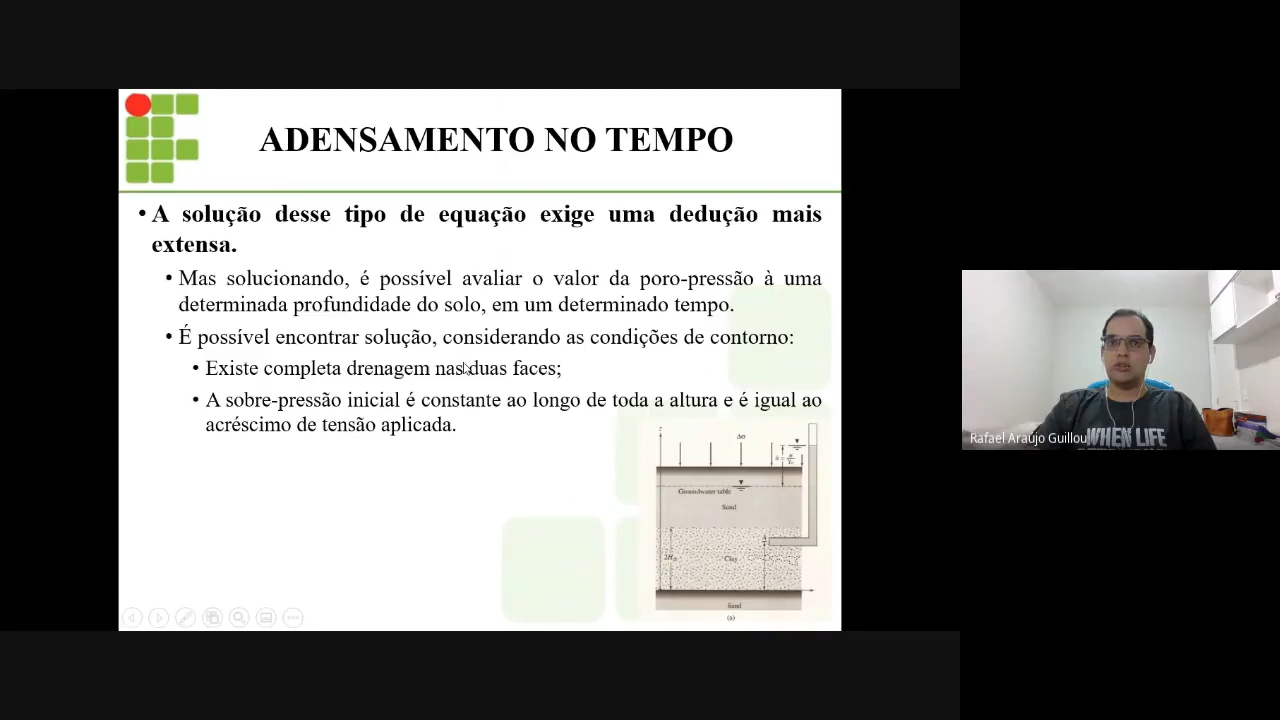 ADENSAMENTO NO TEMPO
• A solução desse tipo de equação exige uma dedução mais
extensa.
• Mas solucionando, é possível avaliar o valor da poro-pressão à uma
determinada profundidade do solo, em um determinado tempo.
• É possível encontrar solução, considerando as condições de contorno:
• Existe completa drenagem nas duas faces;
• A sobre-pressão inicial é constante ao longo de toda a altura e é igual ao
acréscimo de tensão aplicada.
Δσ
z
Groundwater table
Sand
Clay
Sand
(a)
Rafael Araújo Guillou
WHEN LIFE